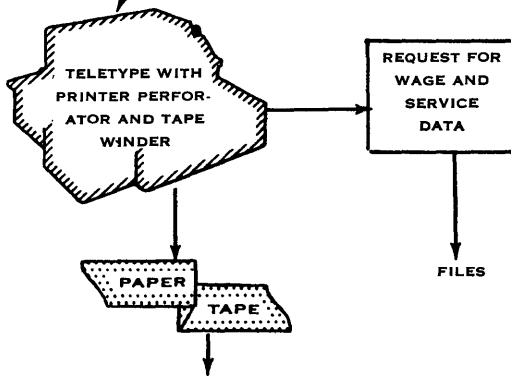 TELETYPE WITH
PRINTER PERFOR-
ATOR AND TAPE
WINDER
REQUEST FOR
WAGE AND
SERVICE
DATA
FILES
PAPER
TAPE